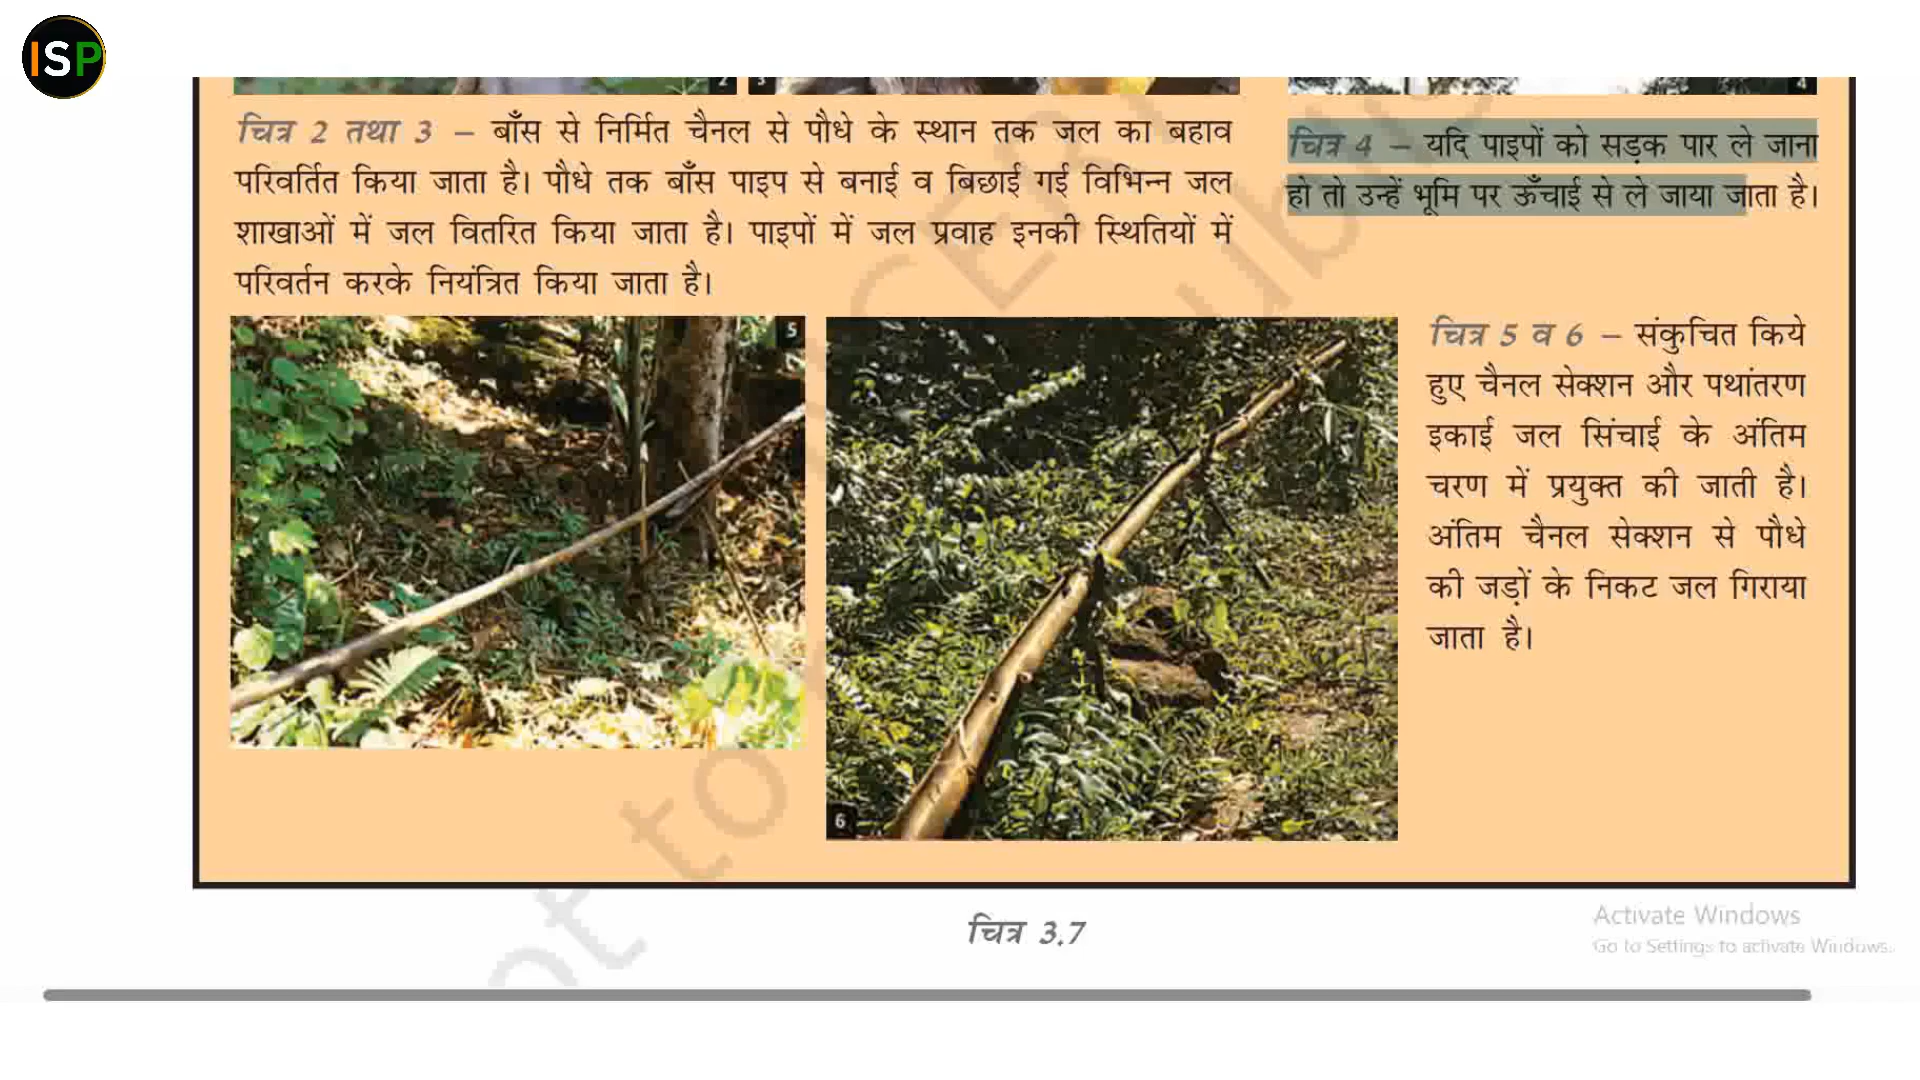 ISP
2
3
4
चित्र 2 तथा 3 – बाँस से निर्मित चैनल से पौधे के स्थान तक जल का बहाव
परिवर्तित किया जाता है। पौधे तक बाँस पाइप से बनाई व बिछाई गई विभिन्न जल
शाखाओं में जल वितरित किया जाता है। पाइपों में जल प्रवाह इनकी स्थितियों में
परिवर्तन करके नियंत्रित किया जाता है।
चित्र 4 – यदि पाइपों को सड़क पार ले जाना
हो तो उन्हें भूमि पर ऊँचाई से ले जाया जाता है।
5
6
चित्र 5 व 6 – संकुचित किये
हुए चैनल सेक्शन और पथांतरण
इकाई जल सिंचाई के अंतिम
चरण में प्रयुक्त की जाती है।
अंतिम चैनल सेक्शन से पौधे
की जड़ों के निकट जल गिराया
जाता है।
चित्र 3.7
Activate Windows
Go to Settings to activate Windows.